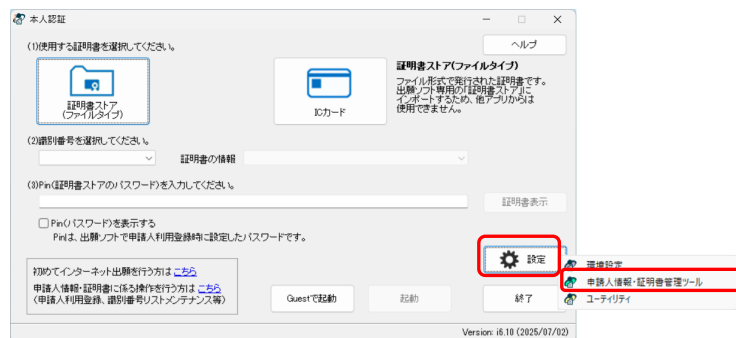 本人認証
(1)使用する証明書を選択してください。
ヘルプ
証明書ストア
(ファイルタイプ)
ICカード
証明書ストア(ファイルタイプ)
ファイル形式で発行された証明書です。
出願ソフト専用の「証明書ストア」に
インポートするため、他アプリからは
使用できません。
(2)識別番号を選択してください。
証明書の情報
(3)Pin(証明書ストアのパスワード)を入力してください。
証明書表示
Pin(パスワード)を表示する
Pinは、出願ソフトで申請人利用登録時に設定したパスワードです。
設定
環境設定
申請人情報・証明書管理ツール
ユーティリティ
初めてインターネット出願を行う方は こちら
申請人情報・証明書に係る操作を行う方は こちら
(申請人利用登録、識別番号リストメンテナンス等)
Guestで起動
起動
終了
Version: i6.10 (2025/07/02)